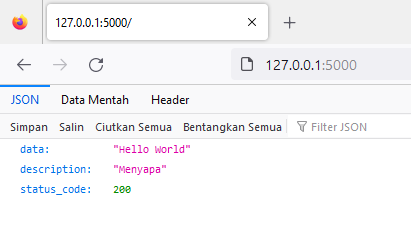 127.0.0.1:5000/
127.0.0.1:5000
JSON Data Mentah Header
Simpan Salin Ciutkan Semua Bentangkan Semua Filter JSON
data: "Hello World"
description: "Menyapa"
status_code: 200